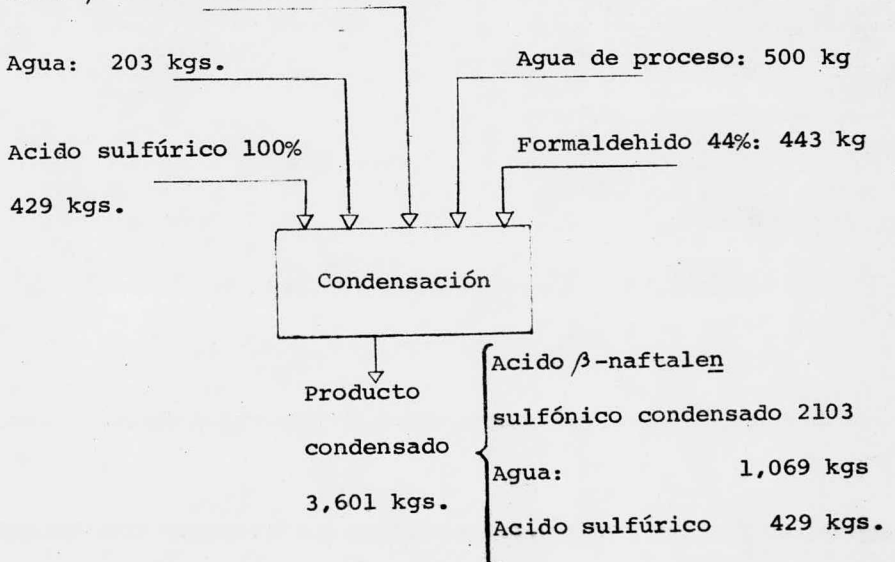 Agua: 203 kgs.
Agua de proceso: 500 kg
Acido sulfúrico 100%
429 kgs.
Formaldehido 44%: 443 kg
Condensación
Producto
condensado
3,601 kgs.
Acido β-naftalen
sulfónico condensado 2103
Agua: 1,069 kgs
Acido sulfúrico 429 kgs.